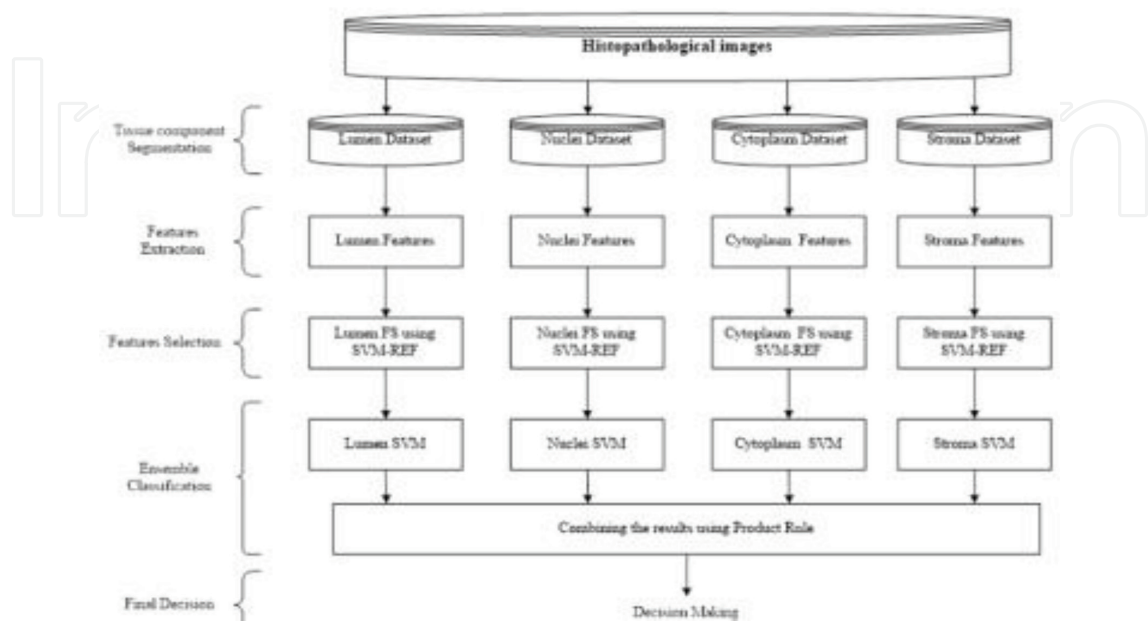 Histopathological images
Tissue component
Segmentation
Lumen Dataset
Nuclei Dataset
Cytoplasm Dataset
Stroma Dataset
Features
Extraction
Lumen Features
Nuclei Features
Cytoplasm Features
Stroma Features
Features Selection
Lumen FS using
SVM-REF
Nuclei FS using
SVM-REF
Cytoplasm FS using
SVM-REF
Stroma FS using
SVM-REF
Ensemble
Classification
Lumen SVM
Nuclei SVM
Cytoplasm SVM
Stroma SVM
Combining the results using Product Rule
Final Decision
Decision Making